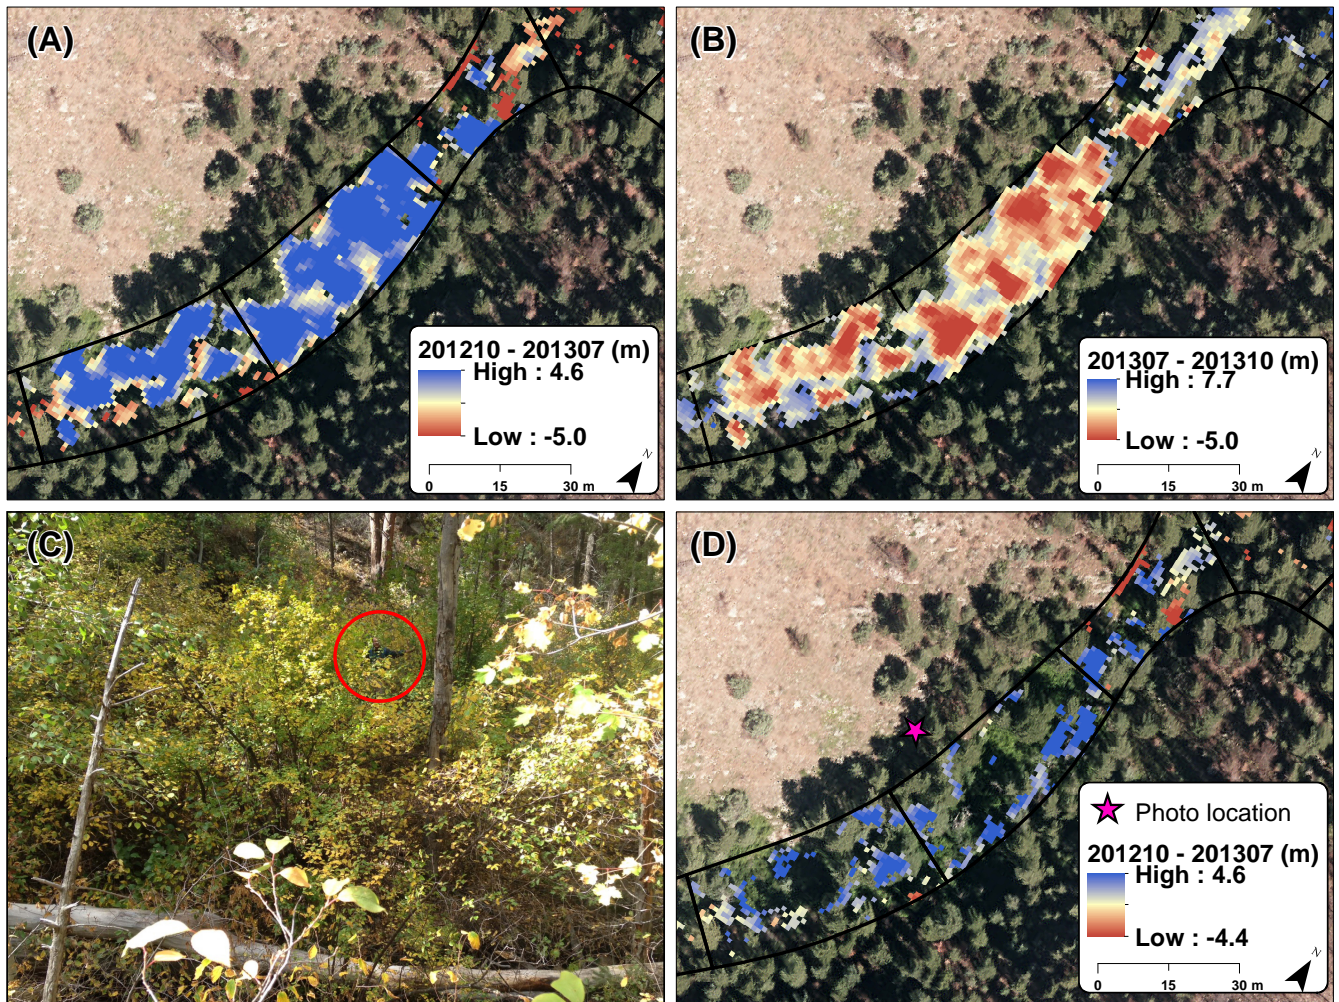 (A)
201210 - 201307 (m)
High : 4.6
Low : -5.0
0 15 30 m
N
(B)
201307 - 201310 (m)
High : 7.7
Low : -5.0
0 15 30 m
N
(C)
(D)
Photo location
201210 - 201307 (m)
High : 4.6
Low : -4.4
0 15 30 m
N